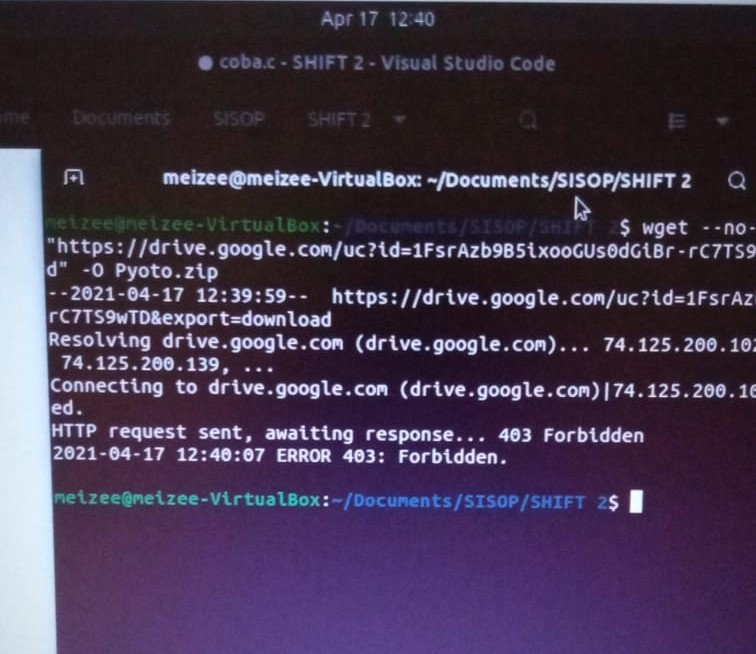 Apr 17 12:40
● coba.c - SHIFT 2 - Visual Studio Code
ome Documents SISOP SHIFT 2
meizee@meizee-VirtualBox: ~/Documents/SISOP/SHIFT 2
meizee@meizee-VirtualBox:~/Documents/SISOP/SHIFT 2$ wget --no-
"https://drive.google.com/uc?id=1FsrAzb9B5ixooGUs0dGiBr-rC7TS9
d" -O Pyoto.zip
--2021-04-17 12:39:59-- https://drive.google.com/uc?id=1FsrAz
rC7TS9wTD&export=download
Resolving drive.google.com (drive.google.com)... 74.125.200.102
74.125.200.139, ...
Connecting to drive.google.com (drive.google.com)|74.125.200.10
ed.
HTTP request sent, awaiting response... 403 Forbidden
2021-04-17 12:40:07 ERROR 403: Forbidden.
meizee@meizee-VirtualBox:~/Documents/SISOP/SHIFT 2$